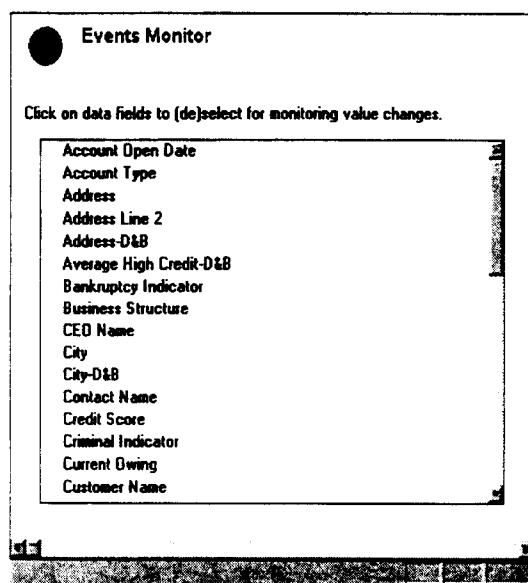 Events Monitor
Click on data fields to (de)select for monitoring value changes.
Account Open Date
Account Type
Address
Address Line 2
Address-D&B
Average High Credit-D&B
Bankruptcy Indicator
Business Structure
CEO Name
City
City-D&B
Contact Name
Credit Score
Criminal Indicator
Current Owing
Customer Name